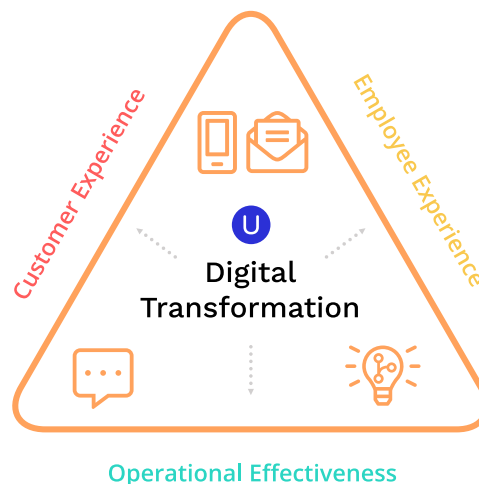 Customer Experience
Employee Experience
U
Digital
Transformation
Operational Effectiveness